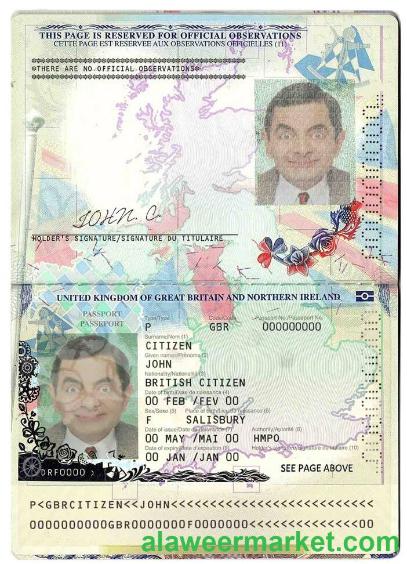 THIS PAGE IS RESERVED FOR OFFICIAL OBSERVATIONS
CETTE PAGE EST RESERVEE AUX OBSERVATIONS OFFICIELLES (11)
THERE ARE NO OFFICIAL OBSERVATIONS
JOHN. C.
HOLDER'S SIGNATURE/SIGNATURE DU TITULAIRE
UNITED KINGDOM OF GREAT BRITAIN AND NORTHERN IRELAND
PASSPORT
PASSEPORT
Type/Type Code/Code Passport No./Passeport No.
P GBR 000000000
Surname/Nom (1)
CITIZEN
Given names/Prénoms (2)
JOHN
Nationality/Nationalité (3)
BRITISH CITIZEN
Date of birth/Date de naissance (4)
00 FEB /FEV 00
Sex/Sexe (5) Place of birth/Lieu de naissance (6)
F SALISBURY
Date of issue/Date de délivrance (7) Authority/Autorité (8)
00 MAY /MAI 00 HMPO
Date of expiry/Date d'expiration (9) Holder's signature/Signature du titulaire (10)
00 JAN /JAN 00
SEE PAGE ABOVE
P<GBRCITIZEN<<JOHN<<<<<<<<<<<<<<<<<<<<<<<<<<
0000000000GBR0000000F0000000<<<<<<<<<<<<<<00
alaweermarket.com